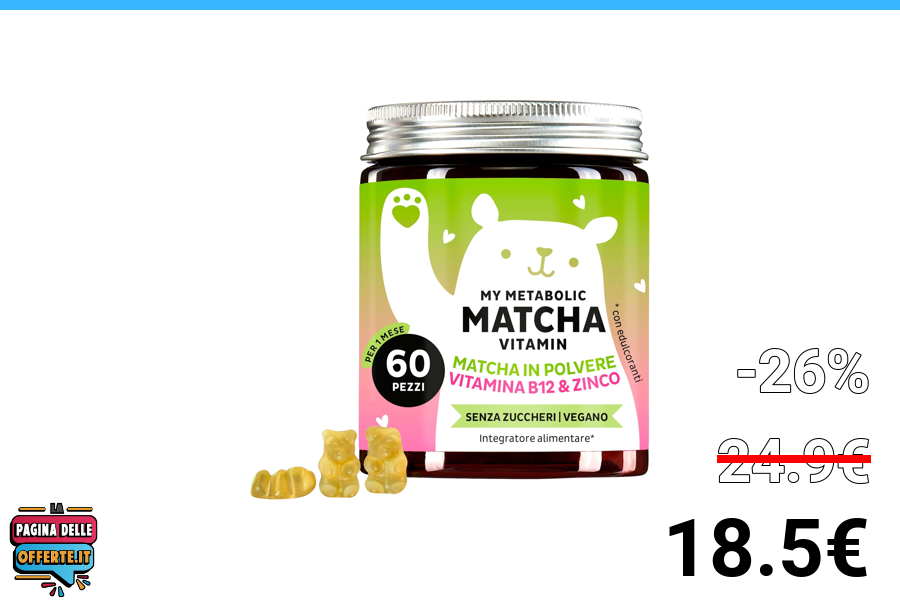 MY METABOLIC
MATCHA
VITAMIN
* con edulcoranti
PER 1 MESE
60
PEZZI
MATCHA IN POLVERE
VITAMINA B12 & ZINCO
SENZA ZUCCHERI | VEGANO
Integratore alimentare*
-26%
24.9€
18.5€
LA
PAGINA DELLE
OFFERTE.IT